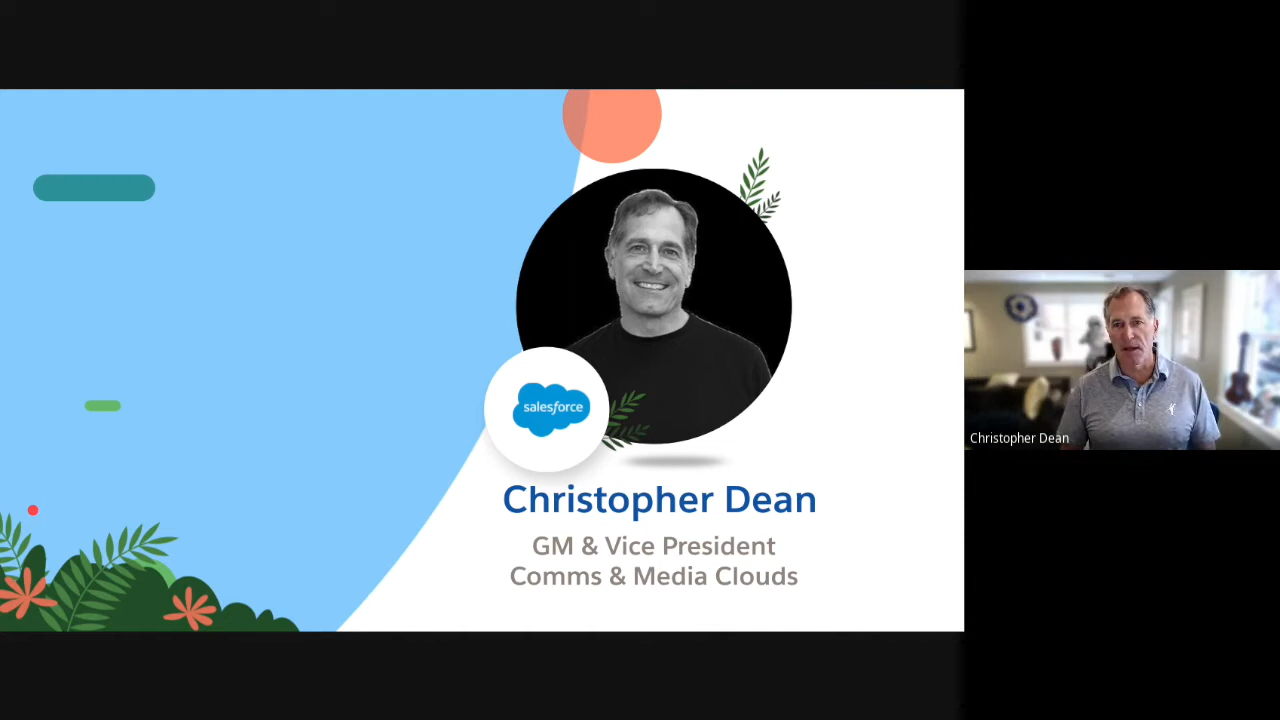 salesforce
Christopher Dean
GM & Vice President
Comms & Media Clouds
Christopher Dean